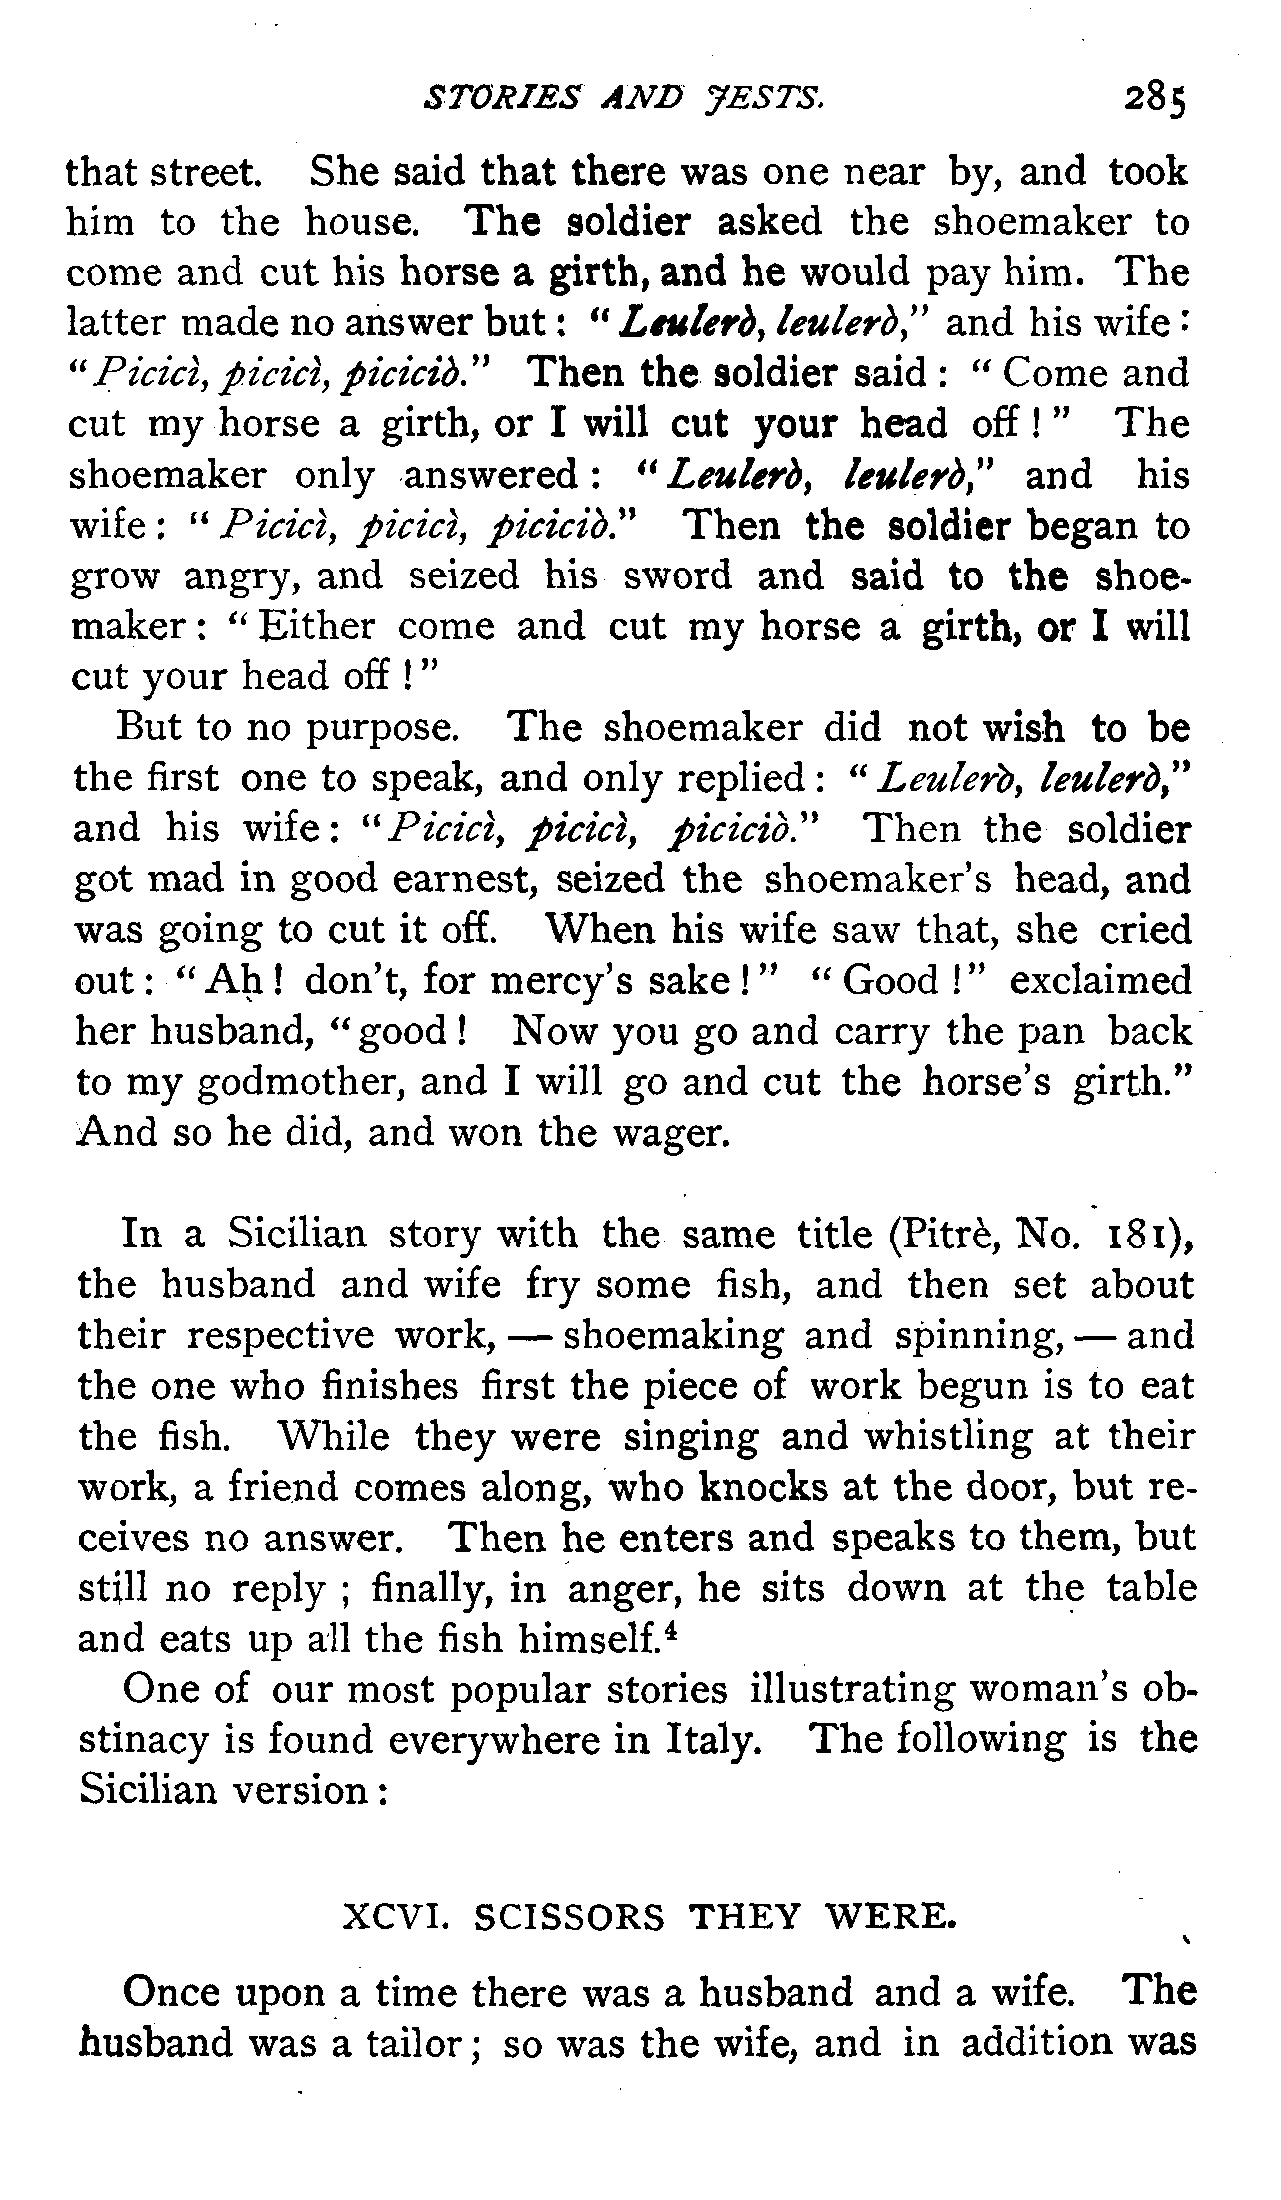 STORIES AND JESTS. 285
that street. She said that there was one near by, and took
him to the house. The soldier asked the shoemaker to
come and cut his horse a girth, and he would pay him. The
latter made no answer but : “ Leulerò, leulerò,” and his wife :
“ Picicì, picicì, piciciò.” Then the soldier said : “ Come and
cut my horse a girth, or I will cut your head off ! ” The
shoemaker only answered : “ Leulerò, leulerò,” and his
wife : “ Picicì, picicì, piciciò.” Then the soldier began to
grow angry, and seized his sword and said to the shoe-
maker : “ Either come and cut my horse a girth, or I will
cut your head off ! ”
But to no purpose. The shoemaker did not wish to be
the first one to speak, and only replied : “ Leulerò, leulerò,”
and his wife : “ Picicì, picicì, piciciò.” Then the soldier
got mad in good earnest, seized the shoemaker’s head, and
was going to cut it off. When his wife saw that, she cried
out : “ Ah ! don’t, for mercy’s sake ! ” “ Good ! ” exclaimed
her husband, “ good ! Now you go and carry the pan back
to my godmother, and I will go and cut the horse’s girth.”
And so he did, and won the wager.
In a Sicilian story with the same title (Pitrè, No. 181),
the husband and wife fry some fish, and then set about
their respective work, — shoemaking and spinning, — and
the one who finishes first the piece of work begun is to eat
the fish. While they were singing and whistling at their
work, a friend comes along, who knocks at the door, but re-
ceives no answer. Then he enters and speaks to them, but
still no reply ; finally, in anger, he sits down at the table
and eats up all the fish himself.⁴
One of our most popular stories illustrating woman’s ob-
stinacy is found everywhere in Italy. The following is the
Sicilian version :
XCVI. SCISSORS THEY WERE.
Once upon a time there was a husband and a wife. The
husband was a tailor ; so was the wife, and in addition was